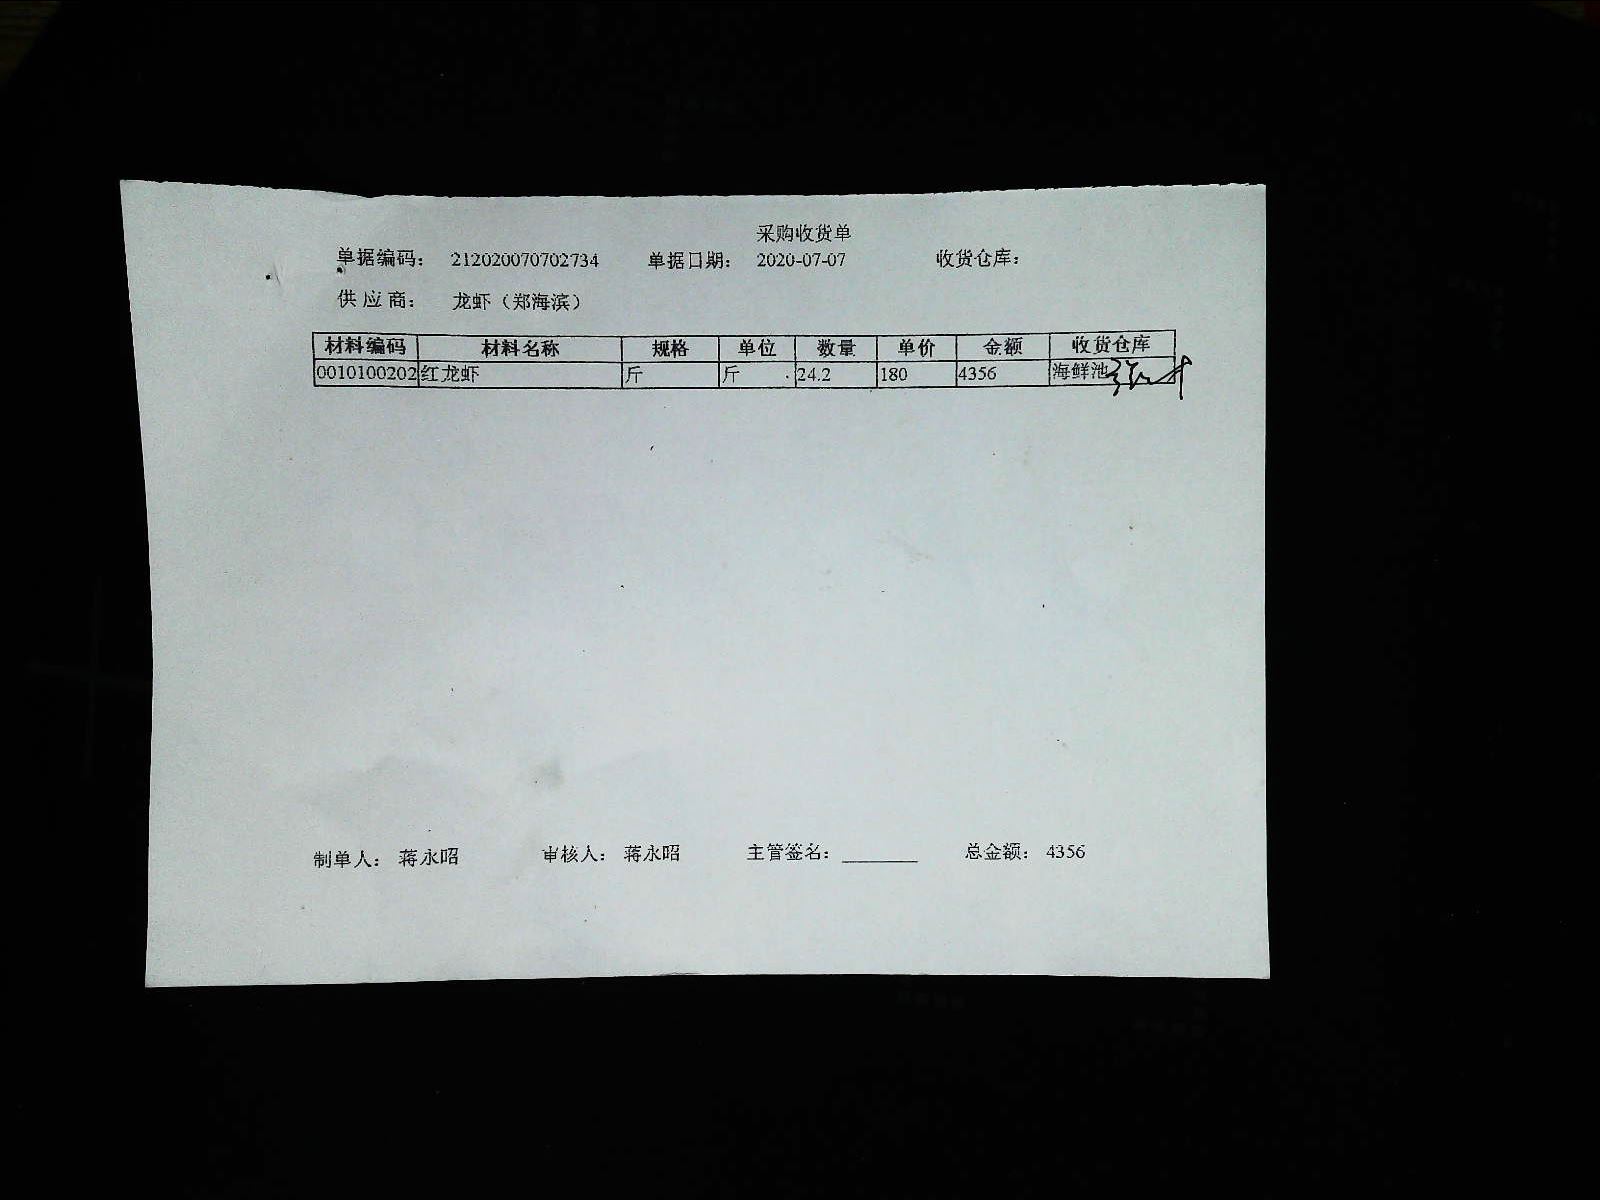 采购收货单
单据编码： 212020070702734 单据日期： 2020-07-07 收货仓库：
供应商： 龙虾（郑海滨）
材料编码 材料名称 规格 单位 数量 单价 金额 收货仓库
0010100202 红龙虾 斤 斤 24.2 180 4356 海鲜池
制单人： 蒋永昭 审核人： 蒋永昭 主管签名： 总金额： 4356